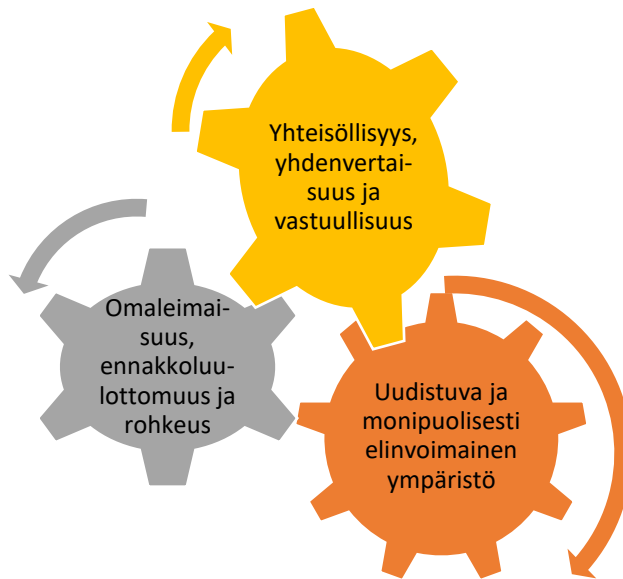 Yhteisöllisyys,
yhdenvertai-
suus ja
vastuullisuus
Omaleimai-
suus,
ennakkoluu-
lottomuus ja
rohkeus
Uudistuva ja
monipuolisesti
elinvoimainen
ympäristö